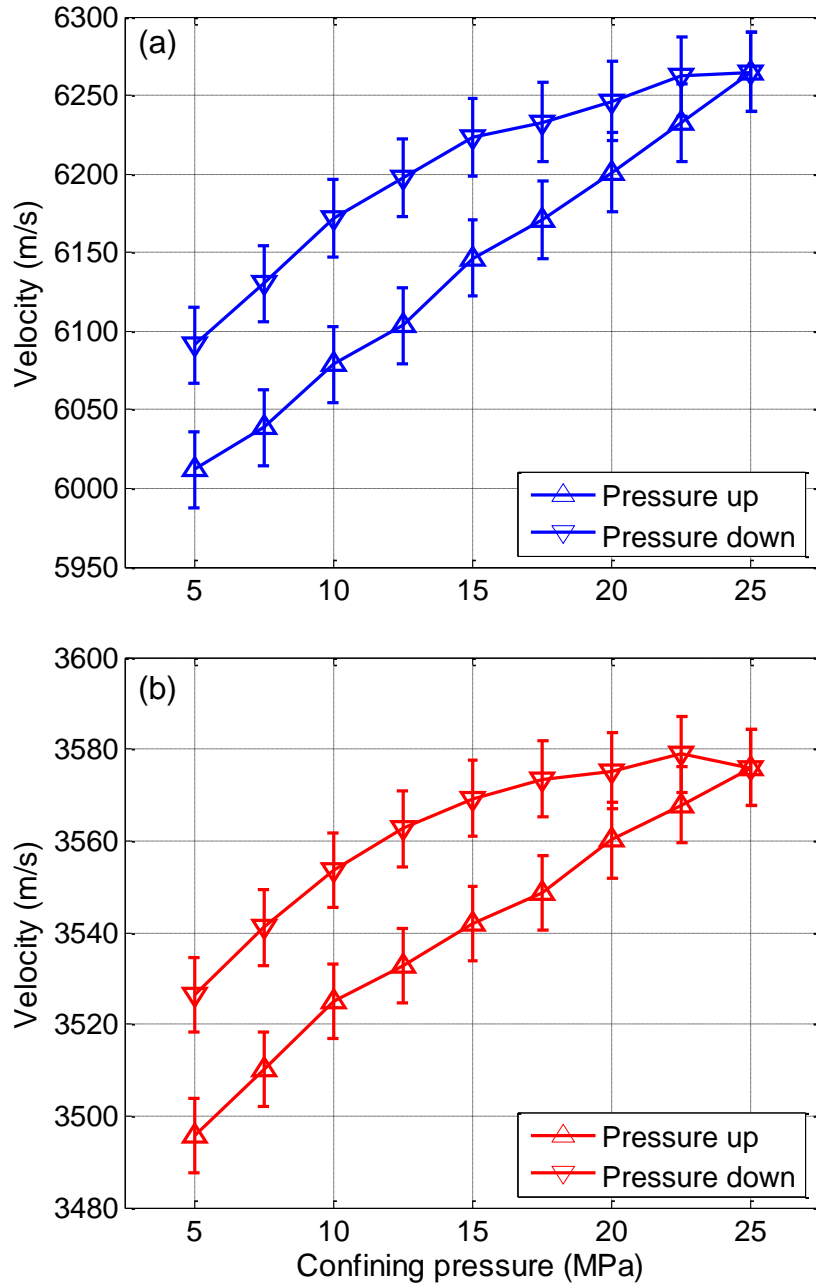 (a)
Velocity (m/s)
6300
6250
6200
6150
6100
6050
6000
5950
5 10 15 20 25
Pressure up
Pressure down
(b)
Velocity (m/s)
3600
3580
3560
3540
3520
3500
3480
5 10 15 20 25
Pressure up
Pressure down
Confining pressure (MPa)